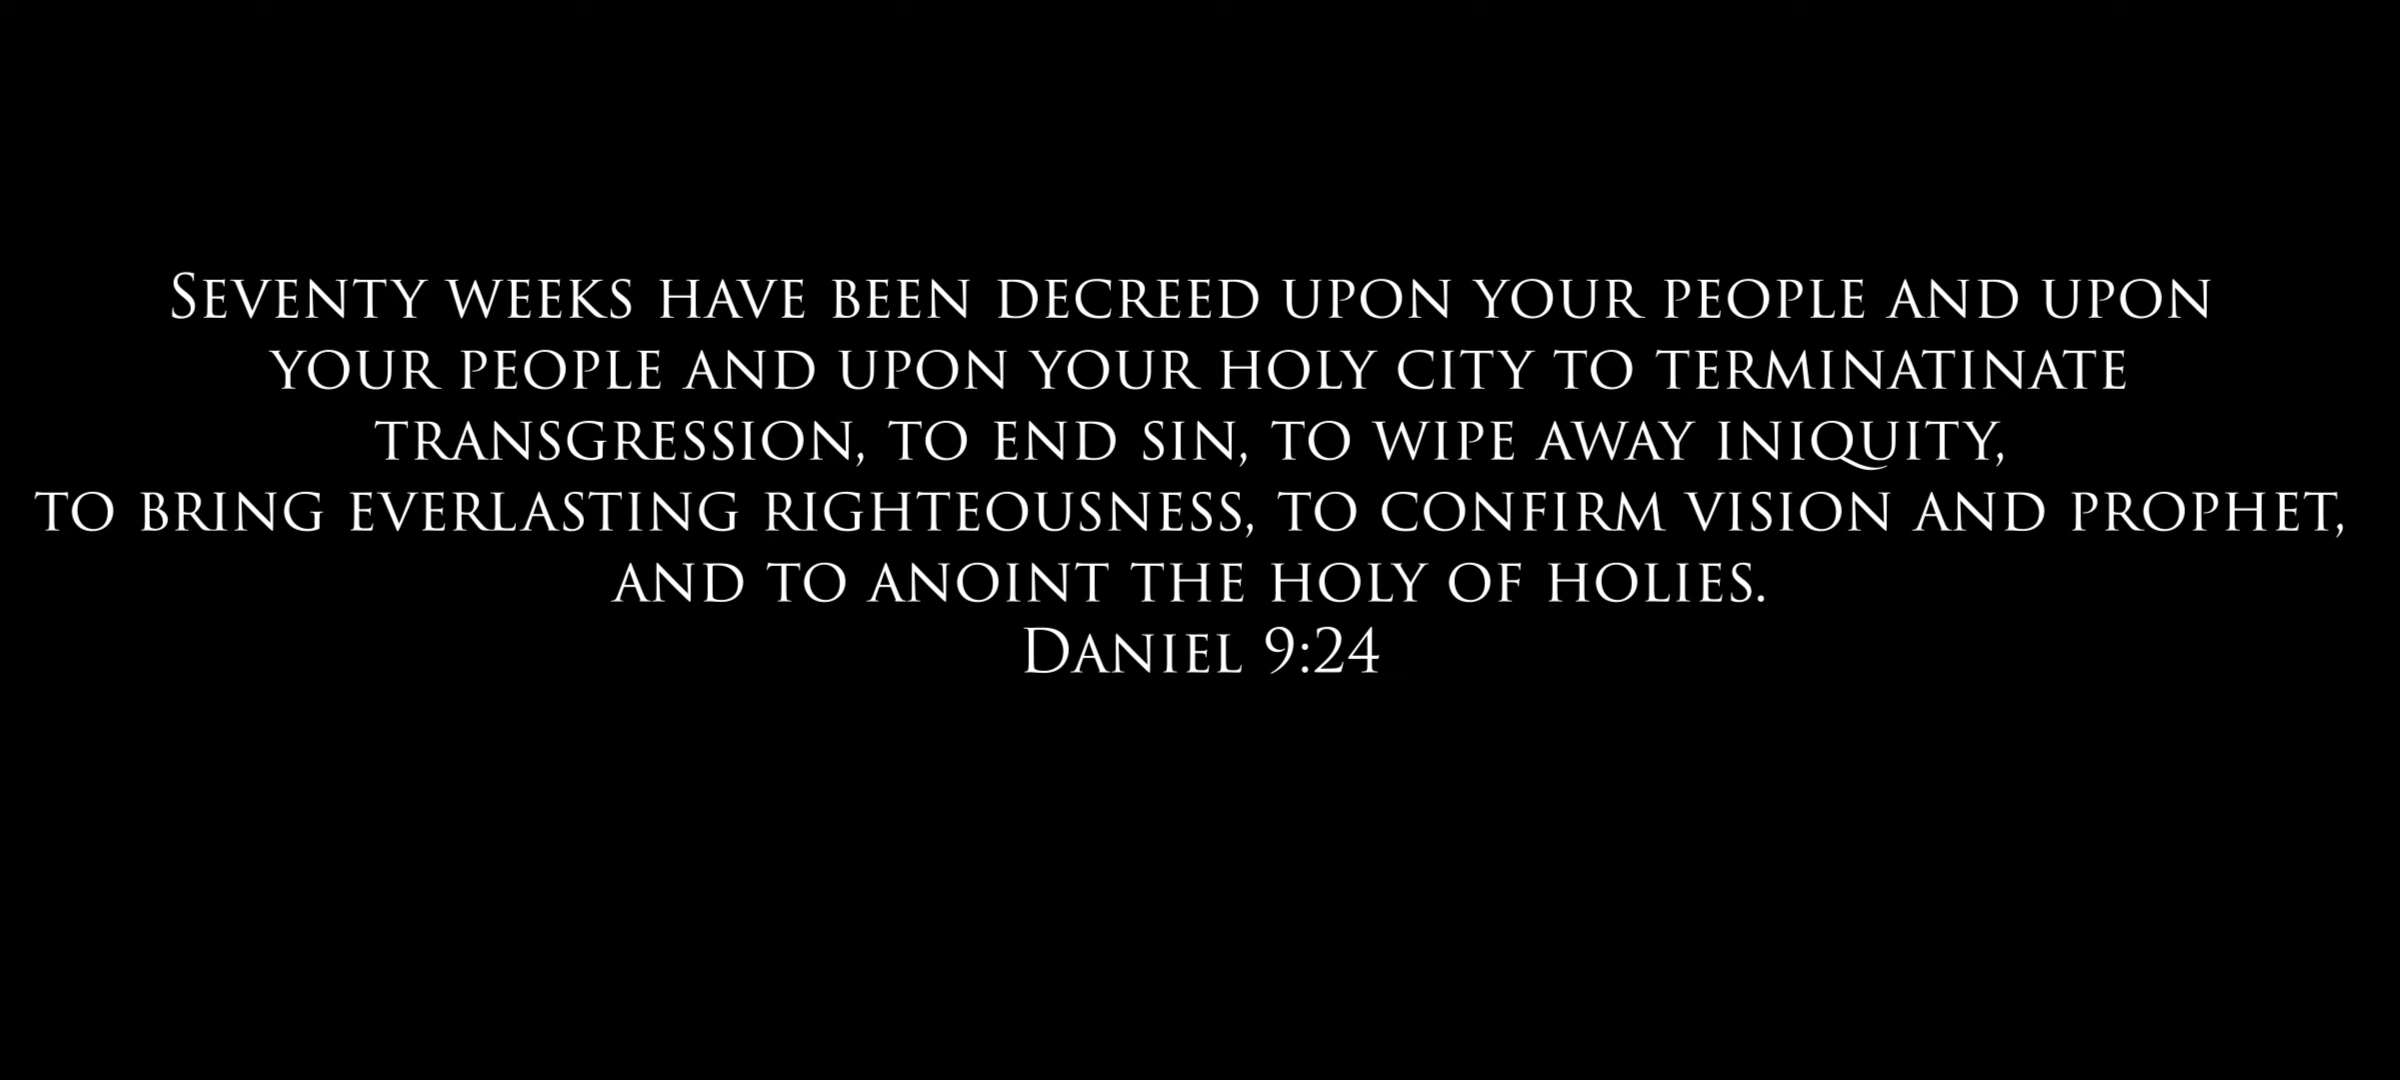 Seventy weeks have been decreed upon your people and upon
your people and upon your holy city to terminatinate
transgression, to end sin, to wipe away iniquity,
to bring everlasting righteousness, to confirm vision and prophet,
and to anoint the holy of holies.
Daniel 9:24